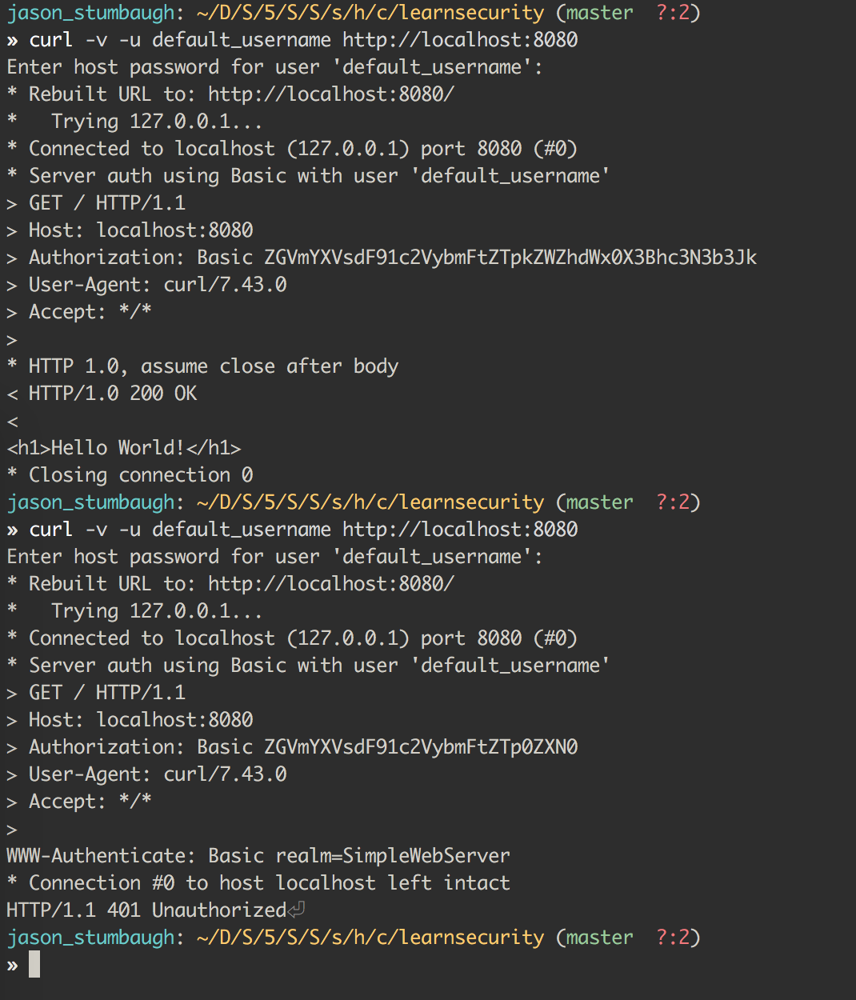 jason_stumbaugh: ~/D/S/5/S/S/s/h/c/learnsecurity (master  ?:2)
» curl -v -u default_username http://localhost:8080
Enter host password for user 'default_username':
* Rebuilt URL to: http://localhost:8080/
*   Trying 127.0.0.1...
* Connected to localhost (127.0.0.1) port 8080 (#0)
* Server auth using Basic with user 'default_username'
> GET / HTTP/1.1
> Host: localhost:8080
> Authorization: Basic ZGVmYXVsdF91c2VybmFtZTpkZWZhdWx0X3Bhc3N3b3Jk
> User-Agent: curl/7.43.0
> Accept: */*
>
* HTTP 1.0, assume close after body
< HTTP/1.0 200 OK
<
<h1>Hello World!</h1>
* Closing connection 0
jason_stumbaugh: ~/D/S/5/S/S/s/h/c/learnsecurity (master  ?:2)
» curl -v -u default_username http://localhost:8080
Enter host password for user 'default_username':
* Rebuilt URL to: http://localhost:8080/
*   Trying 127.0.0.1...
* Connected to localhost (127.0.0.1) port 8080 (#0)
* Server auth using Basic with user 'default_username'
> GET / HTTP/1.1
> Host: localhost:8080
> Authorization: Basic ZGVmYXVsdF91c2VybmFtZTp0ZXN0
> User-Agent: curl/7.43.0
> Accept: */*
>
WWW-Authenticate: Basic realm=SimpleWebServer
* Connection #0 to host localhost left intact
HTTP/1.1 401 Unauthorized⏎
jason_stumbaugh: ~/D/S/5/S/S/s/h/c/learnsecurity (master  ?:2)
»